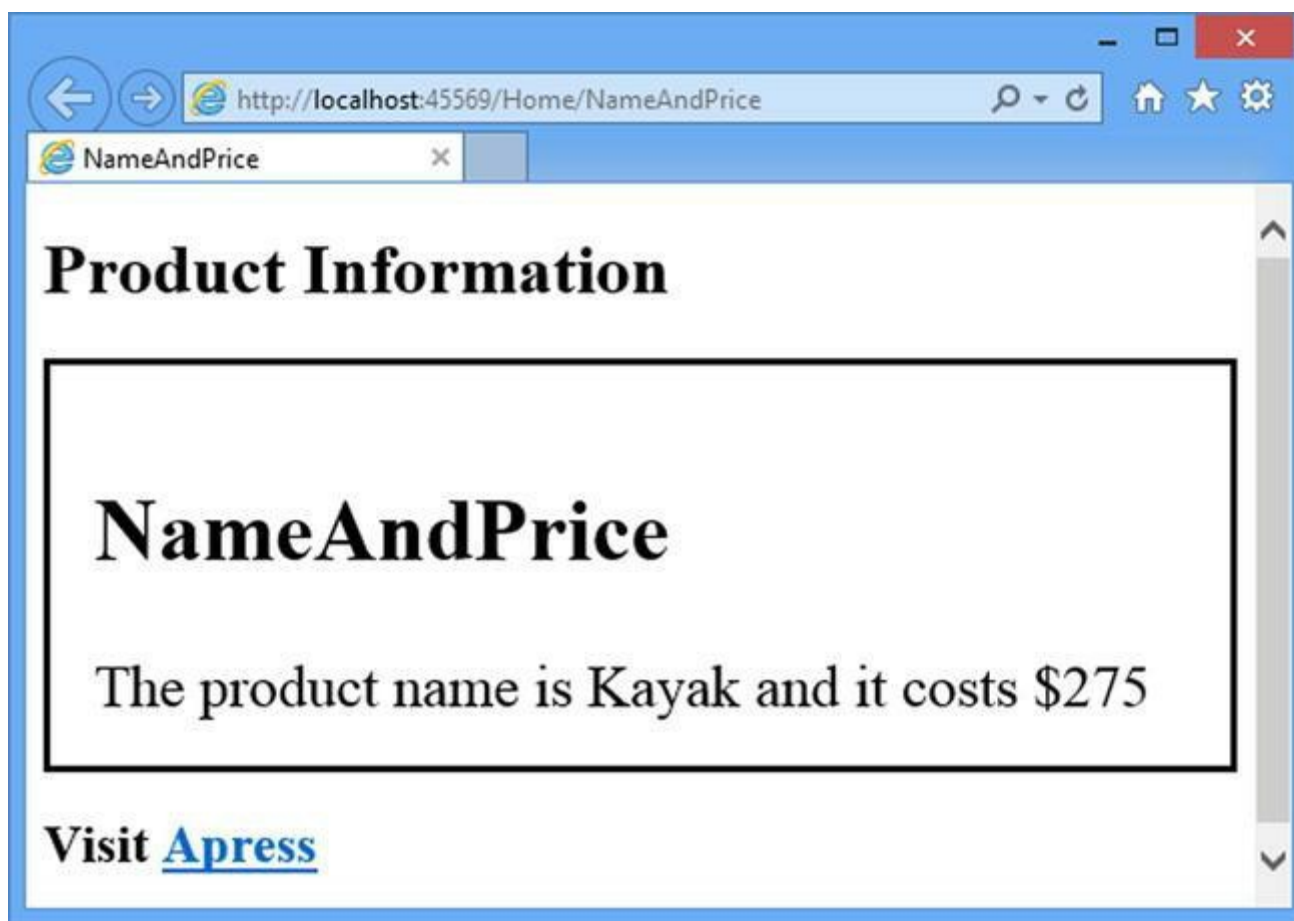 http://localhost:45569/Home/NameAndPrice
NameAndPrice
Product Information
NameAndPrice
The product name is Kayak and it costs $275
Visit Apress